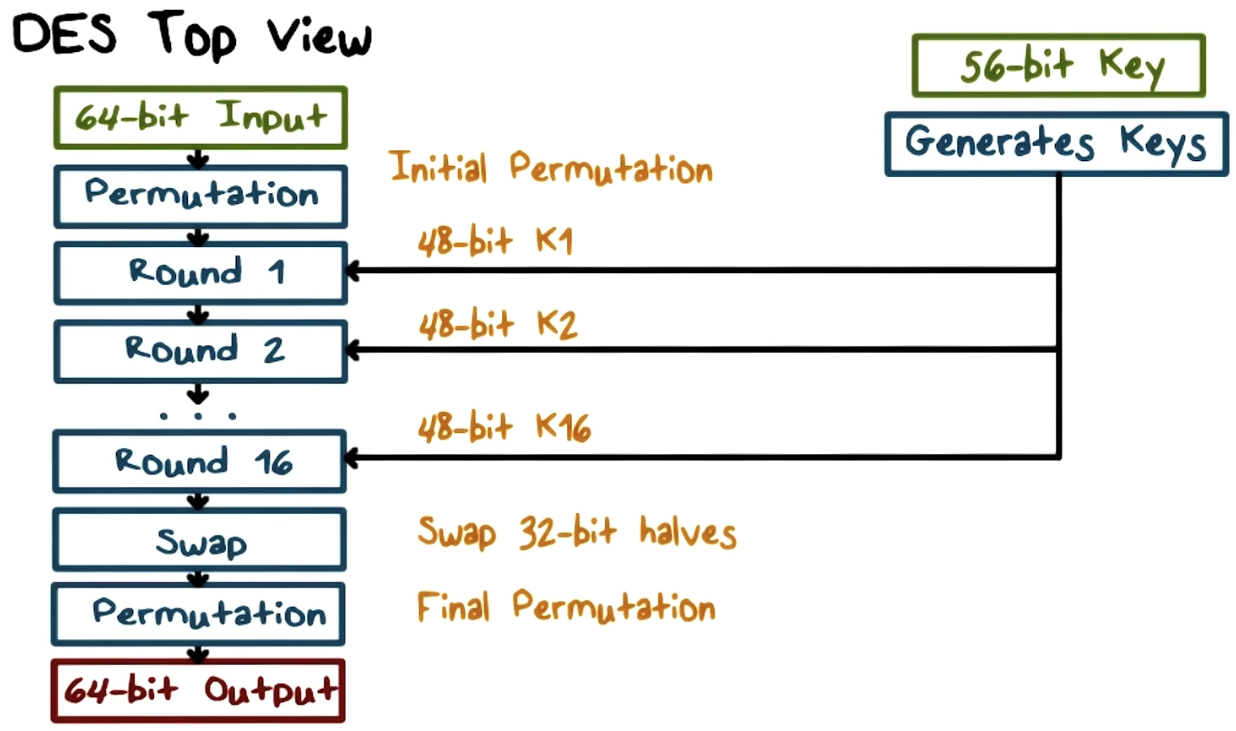 DES Top View
56-bit Key
Generates Keys
64-bit Input
Permutation
Initial Permutation
48-bit K1
Round 1
48-bit K2
Round 2
. . .
48-bit K16
Round 16
Swap
Swap 32-bit halves
Permutation
Final Permutation
64-bit Output